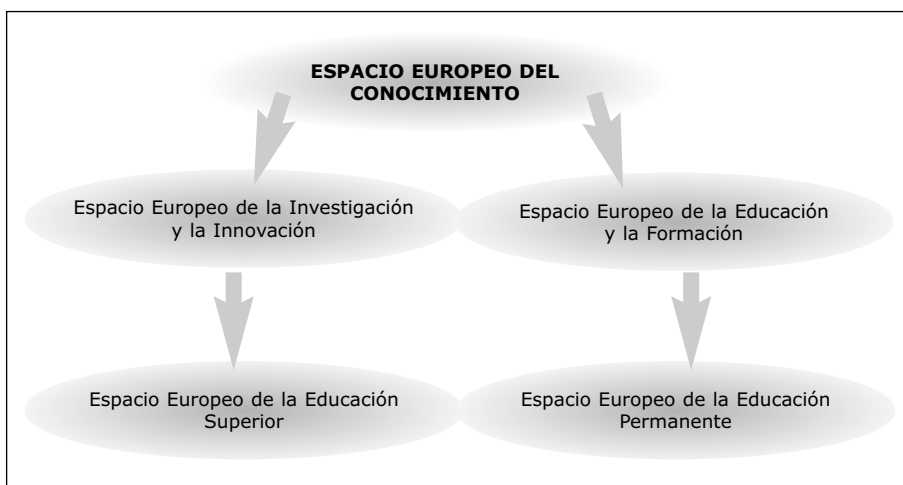 ESPACIO EUROPEO DEL
CONOCIMIENTO
Espacio Europeo de la Investigación
y la Innovación
Espacio Europeo de la Educación
y la Formación
Espacio Europeo de la Educación
Superior
Espacio Europeo de la Educación
Permanente